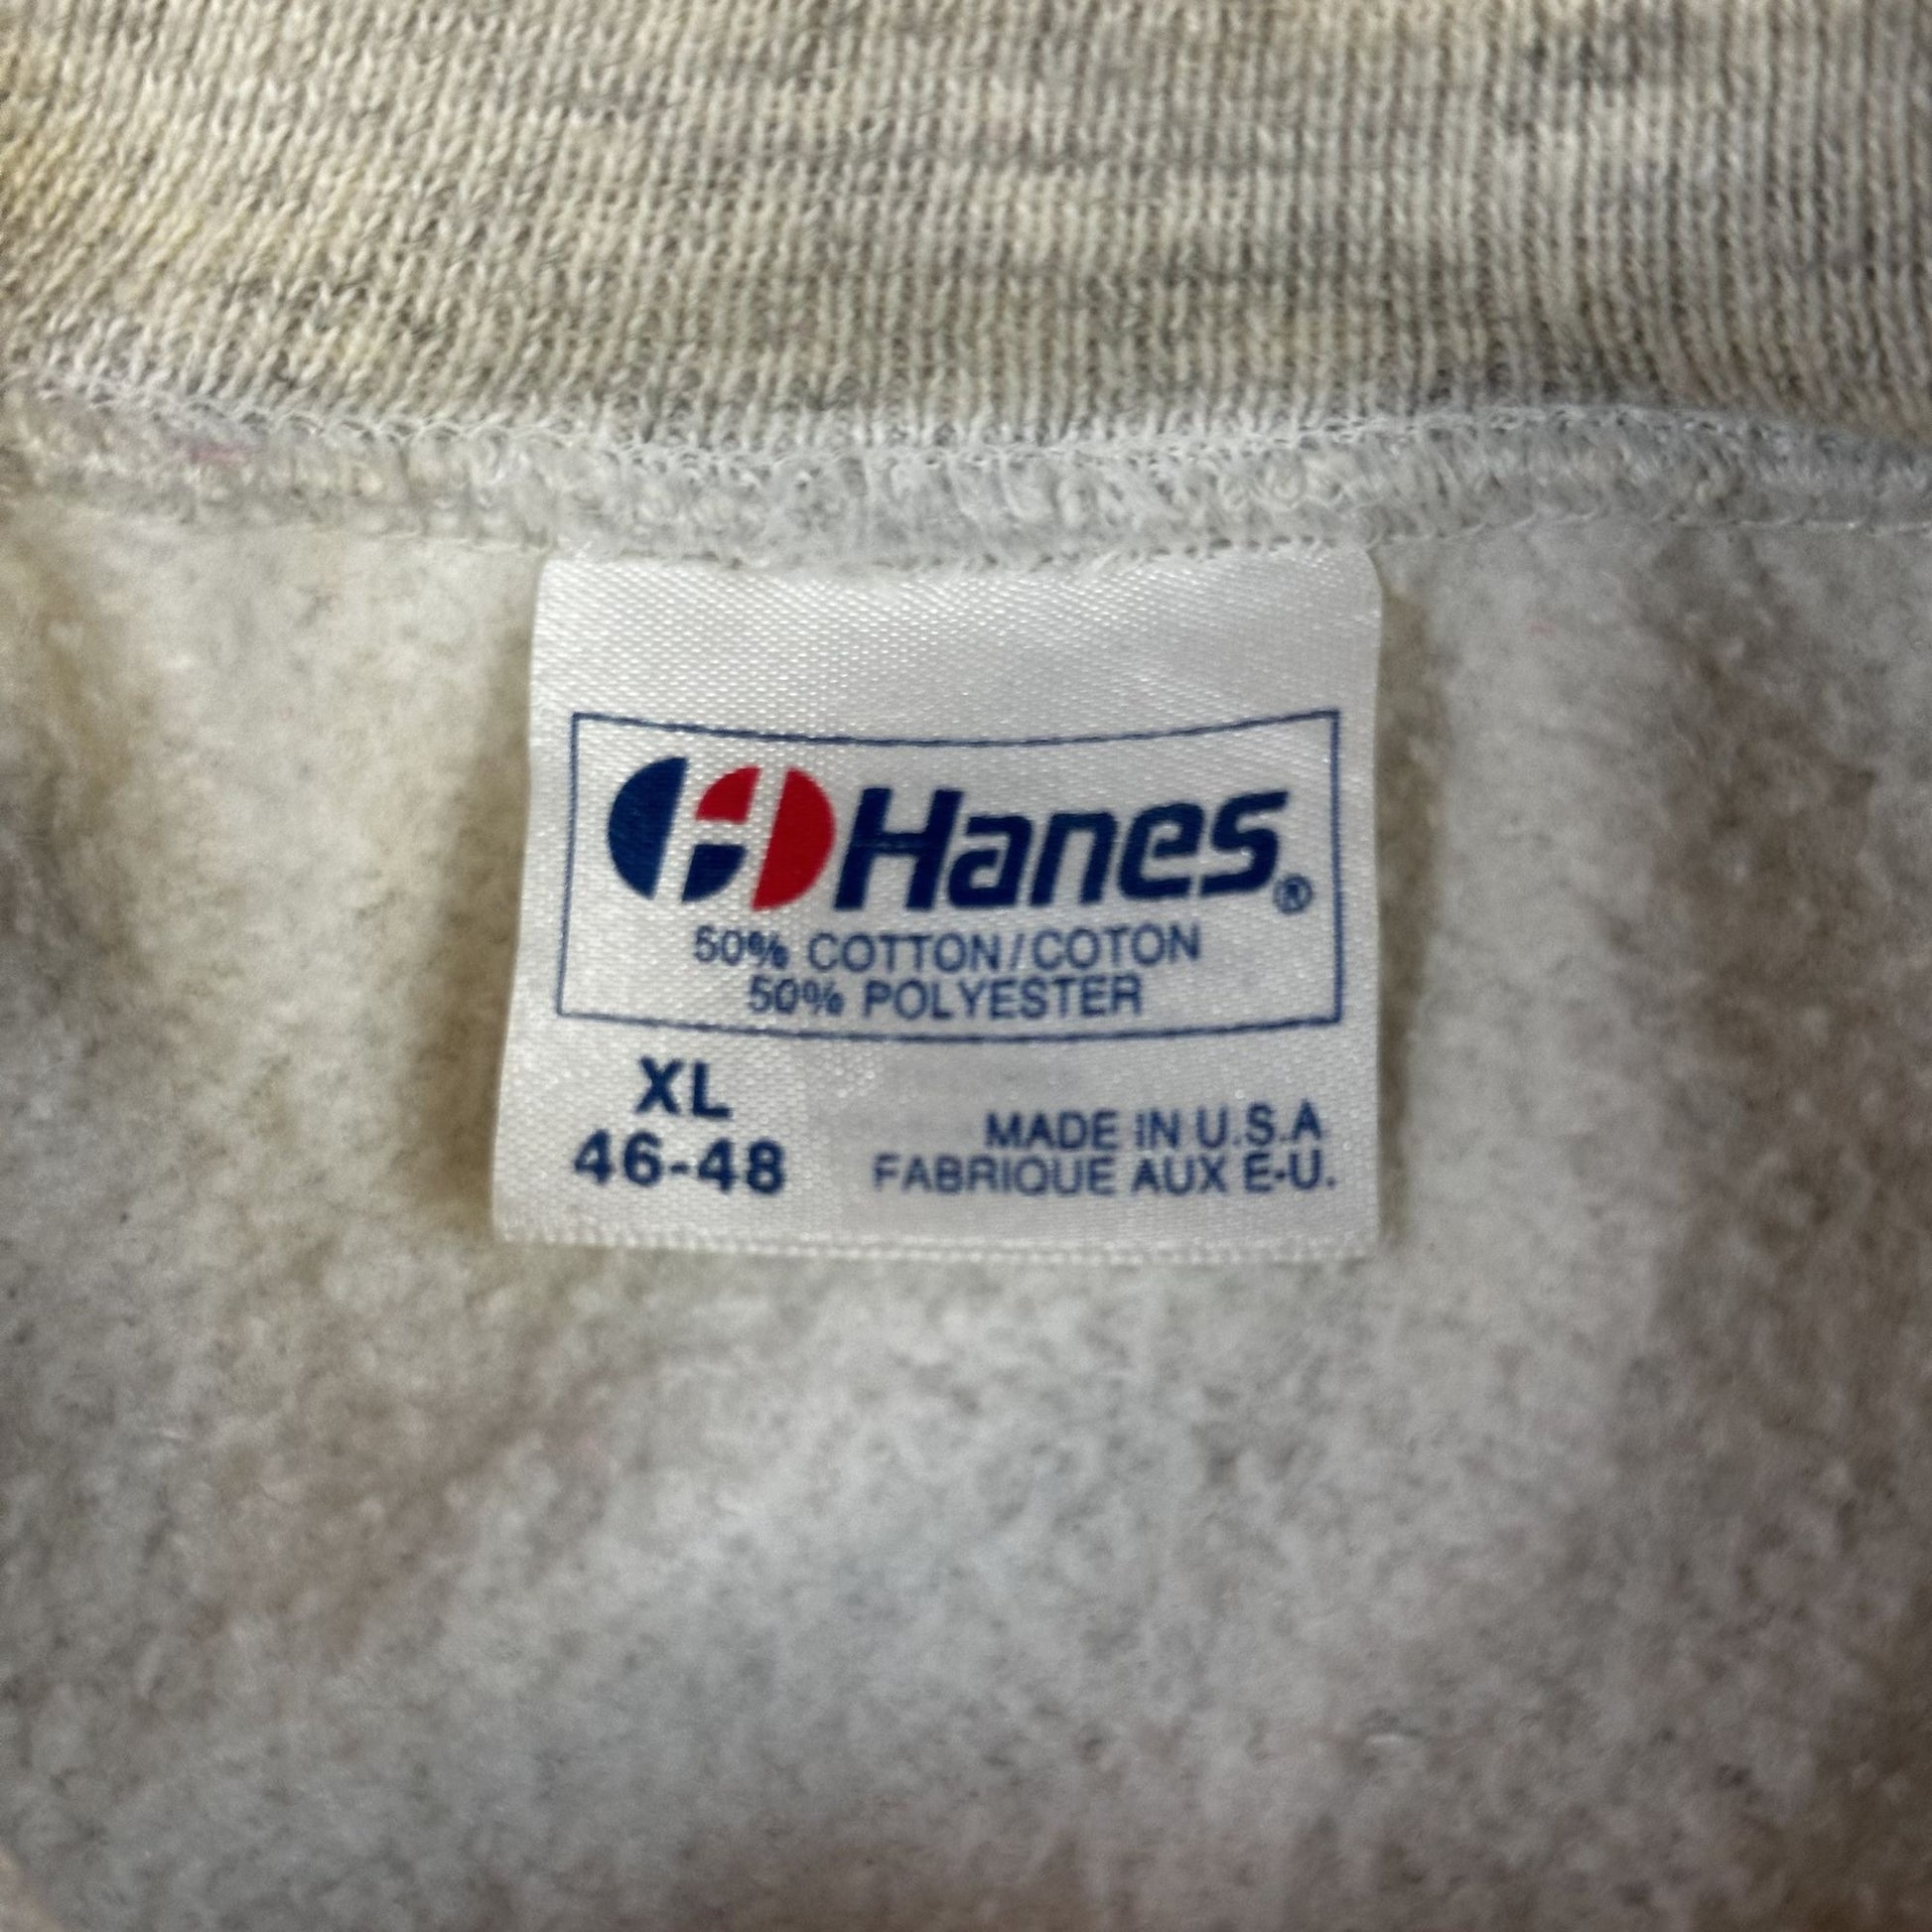 Hanes®
50% COTTON/COTON
50% POLYESTER
XL
46-48
MADE IN U.S.A
FABRIQUE AUX E-U.